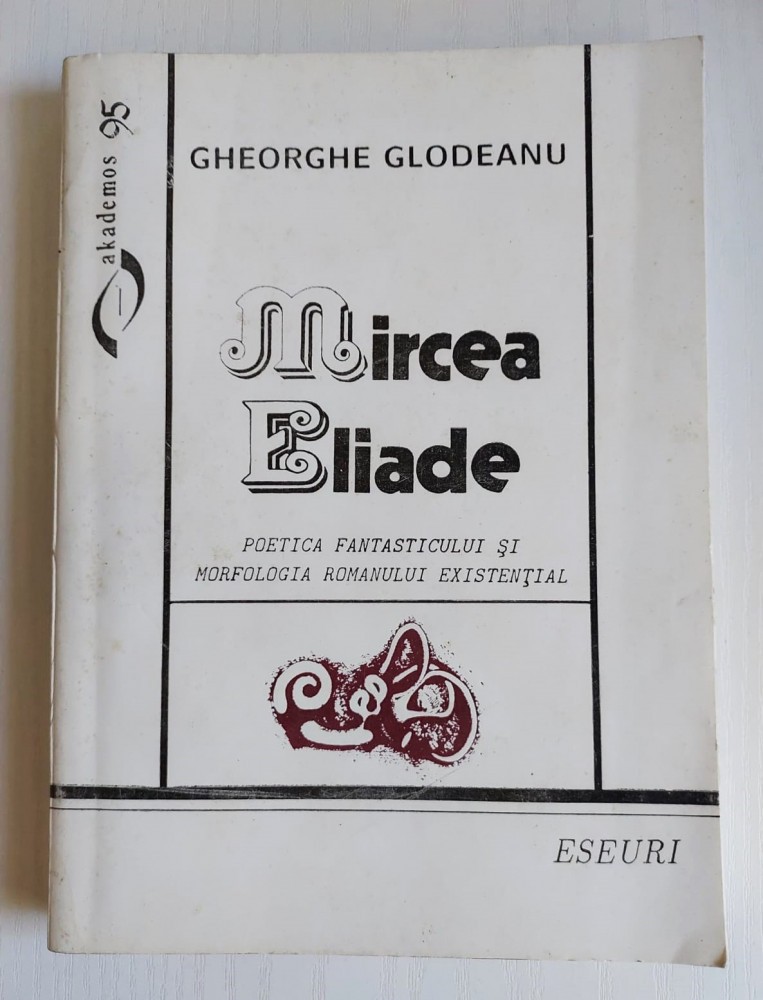 akademos 95
GHEORGHE GLODEANU
Mircea
Eliade
POETICA FANTASTICULUI ŞI
MORFOLOGIA ROMANULUI EXISTENŢIAL
ESEURI